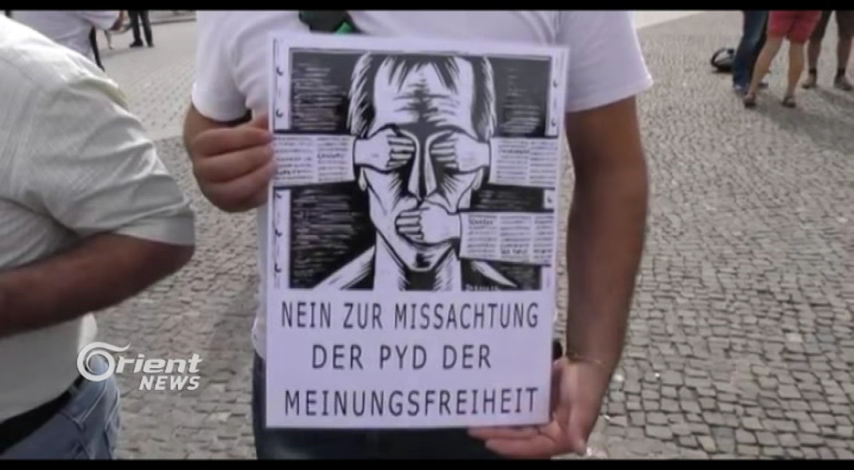 NEIN ZUR MISSACHTUNG
DER PYD DER
MEINUNGSFREIHEIT
Orient
NEWS